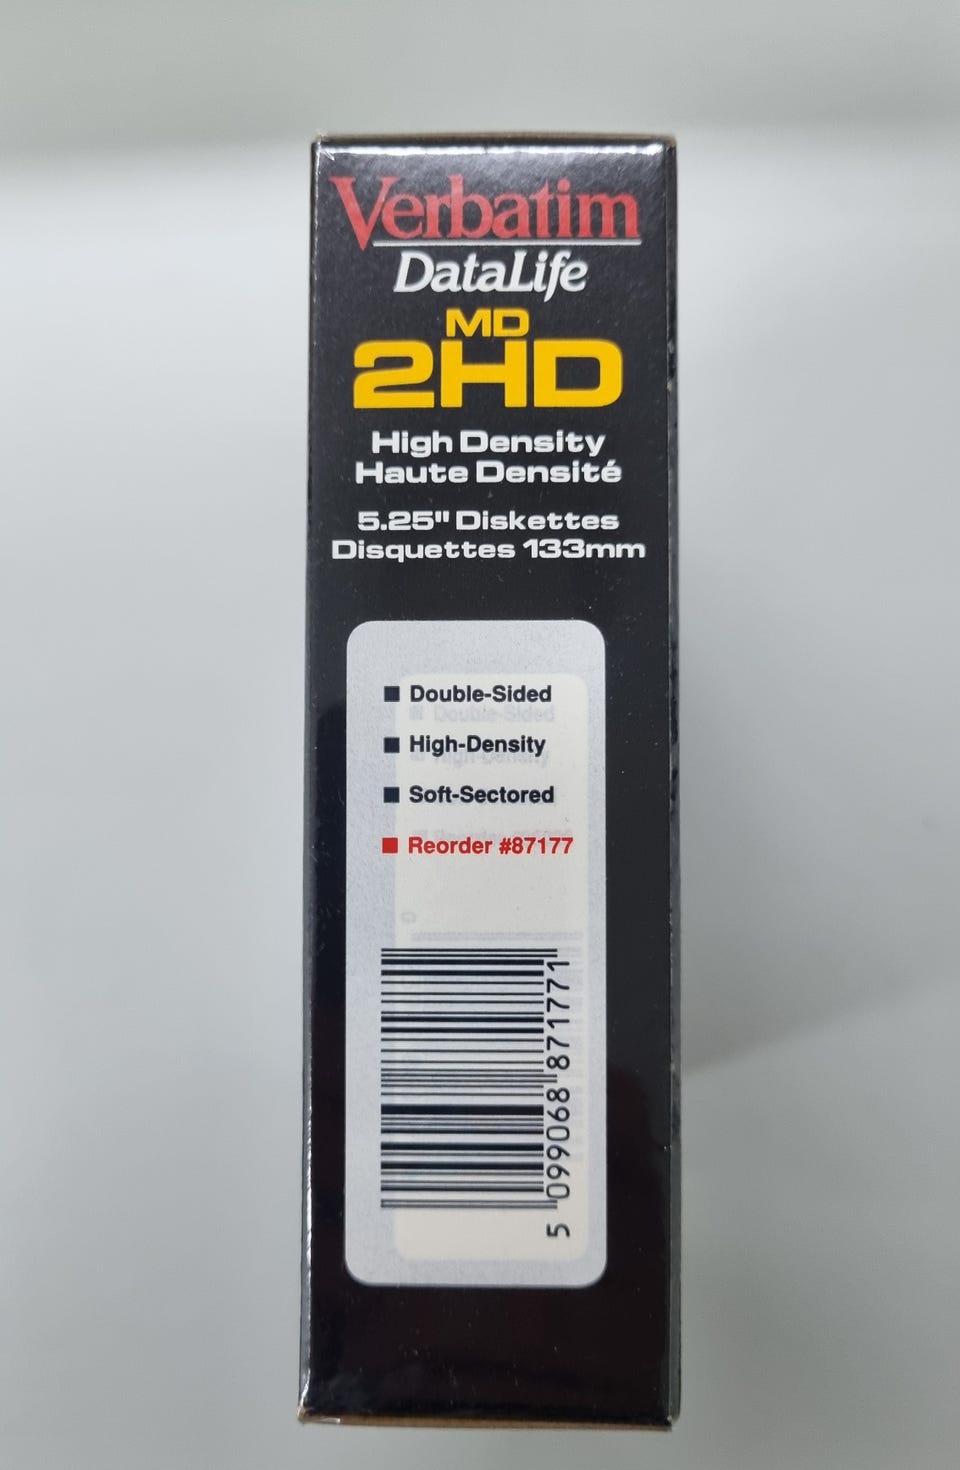 Verbatim
DataLife
MD
2HD
High Density
Haute Densité
5.25" Diskettes
Disquettes 133mm
■ Double-Sided
■ High-Density
■ Soft-Sectored
■ Reorder #87177
5 099068 871771